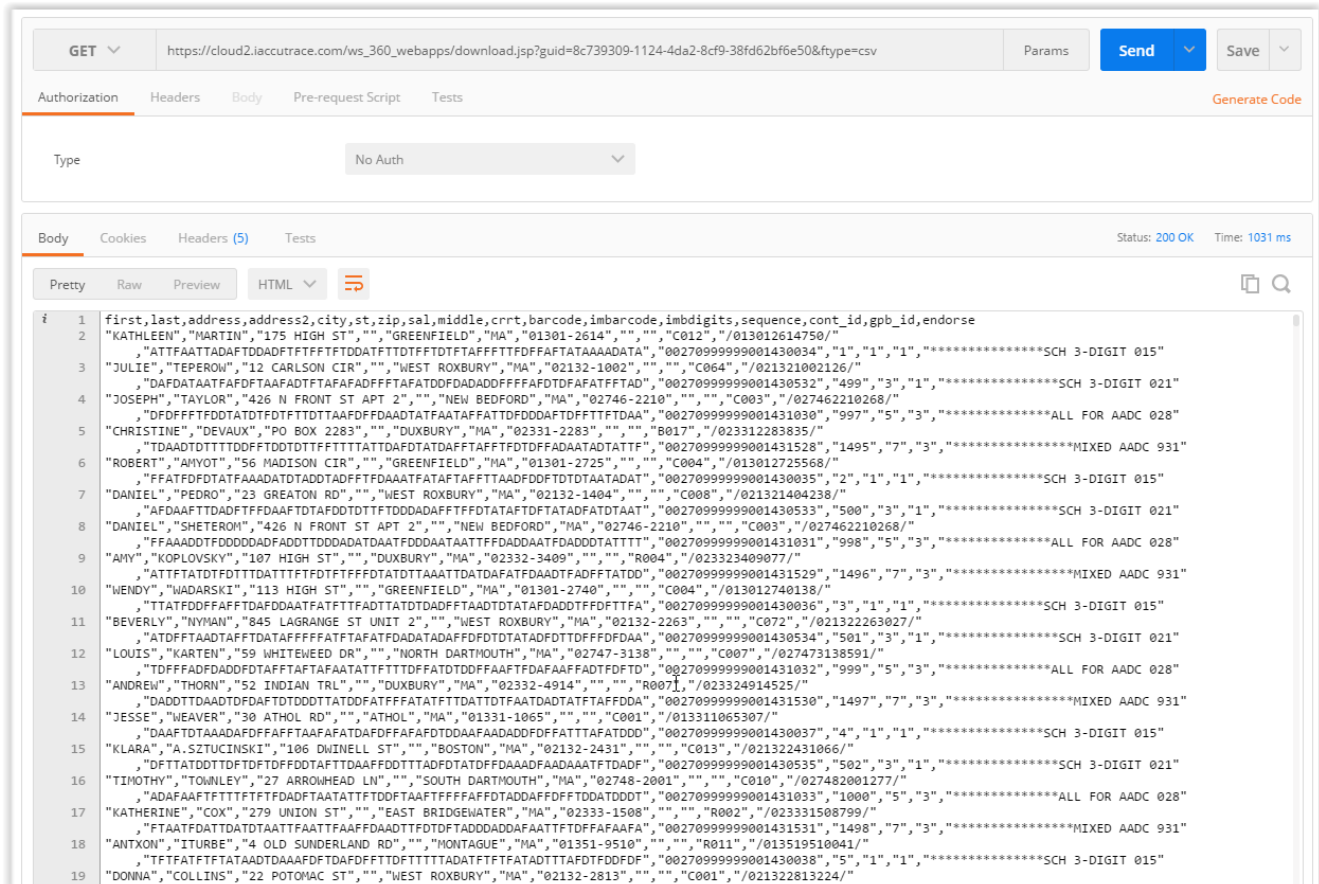 GET https://cloud2.iaccutrace.com/ws_360_webapps/download.jsp?guid=8c739309-1124-4da2-8cf9-38fd62bf6e50&ftype=csv Params Send Save
Authorization Headers Body Pre-request Script Tests Generate Code
Type No Auth
Body Cookies Headers (5) Tests Status: 200 OK Time: 1031 ms
Pretty Raw Preview HTML
i 1 first,last,address,address2,city,st,zip,sal,middle,crrt,barcode,imbarcode,imbdigits,sequence,cont_id,gpb_id,endorse
2 "KATHLEEN","MARTIN","175 HIGH ST","","GREENFIELD","MA","01301-2614","","","C012","/013012614750/"
,"ATTFAATTADAFTDDADFTFTFFTFTDDATFFTDTFFTDTFTAFFFTTFDFFAFTATAAAADATA","00270999999001430034","1","1","1","****************SCH 3-DIGIT 015"
3 "JULIE","TEPEROW","12 CARLSON CIR","","WEST ROXBURY","MA","02132-1002","","","C064","/021321002126/"
,"DAFDATAATFAFDFTAAFADTFTAFAFADFFFTAFATDDFDADADDFFFFAFDTDFAFATFFTAD","00270999999001430532","499","3","1","****************SCH 3-DIGIT 021"
4 "JOSEPH","TAYLOR","426 N FRONT ST APT 2","","NEW BEDFORD","MA","02746-2210","","","C003","/027462210268/"
,"DFDFFFTFDDTATDTFDTFTTDTTAAFDFFDAADTATFAATAFFATTDFDDDAFTDFFTTFTDAA","00270999999001431030","997","5","3","***************ALL FOR AADC 028"
5 "CHRISTINE","DEVAUX","PO BOX 2283","","DUXBURY","MA","02331-2283","","","B017","/023312283835/"
,"TDAADTDTTTTDDFFTDDTDTTFFTTTTATTDAFDTATDAFFTAFFTFDTDFFADAATADTATTF","00270999999001431528","1495","7","3","******************MIXED AADC 931"
6 "ROBERT","AMYOT","56 MADISON CIR","","GREENFIELD","MA","01301-2725","","","C004","/013012725568/"
,"FFATFDFDTATFAAADATDTADDTADFFTFDAAATFATAFTAFFTTAADFDDFTDTDTAATADAT","00270999999001430035","2","1","1","****************SCH 3-DIGIT 015"
7 "DANIEL","PEDRO","23 GREATON RD","","WEST ROXBURY","MA","02132-1404","","","C008","/021321404238/"
,"AFDAAFTTDADFTFFDAAFTDTAFDDTDTTFTDDDADAFFTFFDTATAFTDFTATADFATDTAAT","00270999999001430533","500","3","1","****************SCH 3-DIGIT 021"
8 "DANIEL","SHETEROM","426 N FRONT ST APT 2","","NEW BEDFORD","MA","02746-2210","","","C003","/027462210268/"
,"FFAAADDTFDDDDDADFADDTTDDDADATDAATFDDAATAATTFFDADDAATFDADDDTATTTT","00270999999001431031","998","5","3","***************ALL FOR AADC 028"
9 "AMY","KOPLOVSKY","107 HIGH ST","","DUXBURY","MA","02332-3409","","","R004","/023323409077/"
,"ATTFTATDTFDTTTDATTFTFDTFTFFFDTATDTTAAATTDATDAFATFDAADTFADFFTATDD","00270999999001431529","1496","7","3","******************MIXED AADC 931"
10 "WENDY","WADARSKI","113 HIGH ST","","GREENFIELD","MA","01301-2740","","","C004","/013012740138/"
,"TTATFDDFFAFFTDAFDDAATFATFTTFADTTATDTDADFFTAADTDTATAFDADDTFFDFTTFA","00270999999001430036","3","1","1","****************SCH 3-DIGIT 015"
11 "BEVERLY","NYMAN","845 LAGRANGE ST UNIT 2","","WEST ROXBURY","MA","02132-2263","","","C072","/021322263027/"
,"ATDFFTAADTAFFTDATAFFFFFATFTAFATFDADATADAFFDFDTDTATADFDTTDFFFDFDAA","00270999999001430534","501","3","1","****************SCH 3-DIGIT 021"
12 "LOUIS","KARTEN","59 WHITEWEED DR","","NORTH DARTMOUTH","MA","02747-3138","","","C007","/027473138591/"
,"TDFFFADFDADDFDTAFFTAFTAFAATATTFTTTDFFATDTDDFFAAFTFDAFAAFFADTFDFTD","00270999999001431032","999","5","3","***************ALL FOR AADC 028"
13 "ANDREW","THORN","52 INDIAN TRL","","DUXBURY","MA","02332-4914","","","R007","/023324914525/"
,"DADDTTDAADTDFDAFTDTDDDTTATDDFDDFATAFFFATATFTTDATTDTFAATDADTATFTAFFDDA","00270999999001431530","1497","7","3","******************MIXED AADC 931"
14 "JESSE","WEAVER","30 ATHOL RD","","ATHOL","MA","01331-1065","","","C001","/013311065307/"
,"DAAFTDTAAADAFDFFAFFTAAFAFATDAFDFFAFAFDTDDAAFAADADDFDFFATTTFAFATDDD","00270999999001430037","4","1","1","****************SCH 3-DIGIT 015"
15 "KLARA","A.SZTUCINSKI","106 DWINELL ST","","BOSTON","MA","02132-2431","","","C013","/021322431066/"
,"DFTTATDDTTDFTDFTDFFDDTATFTTDAAFFDDFTTTADFDTATDFFDAAADFAADAAATFTDADF","00270999999001430535","502","3","1","****************SCH 3-DIGIT 021"
16 "TIMOTHY","TOWNLEY","27 ARROWHEAD LN","","SOUTH DARTMOUTH","MA","02748-2001","","","C010","/027482001277/"
,"ADAFAAFTFTTTFTFTFDADFTAATATTFTDDFTAAFTFFFFAFFDTADDAFFDFFTDDATDDDT","00270999999001431033","1000","5","3","***************ALL FOR AADC 028"
17 "KATHERINE","COX","279 UNION ST","","EAST BRIDGEWATER","MA","02333-1508","","","R002","/023331508799/"
,"FTAATFDATTDATDTAATTFAATTFAAFFDAADTTFDTDFTADDDADDAFAATTFTDFFAFAAFA","00270999999001431531","1498","7","3","******************MIXED AADC 931"
18 "ANTXON","ITURBE","4 OLD SUNDERLAND RD","","MONTAGUE","MA","01351-9510","","","R011","/013519510041/"
,"TFTFATFTFTATAADTDAAAFDFTDAFDFFTDFTTTTTADATFTFTFATADTTTAFDTFDDFDF","00270999999001430038","5","1","1","****************SCH 3-DIGIT 015"
19 "DONNA","COLLINS","22 POTOMAC ST","","WEST ROXBURY","MA","02132-2813","","","C001","/021322813224/"